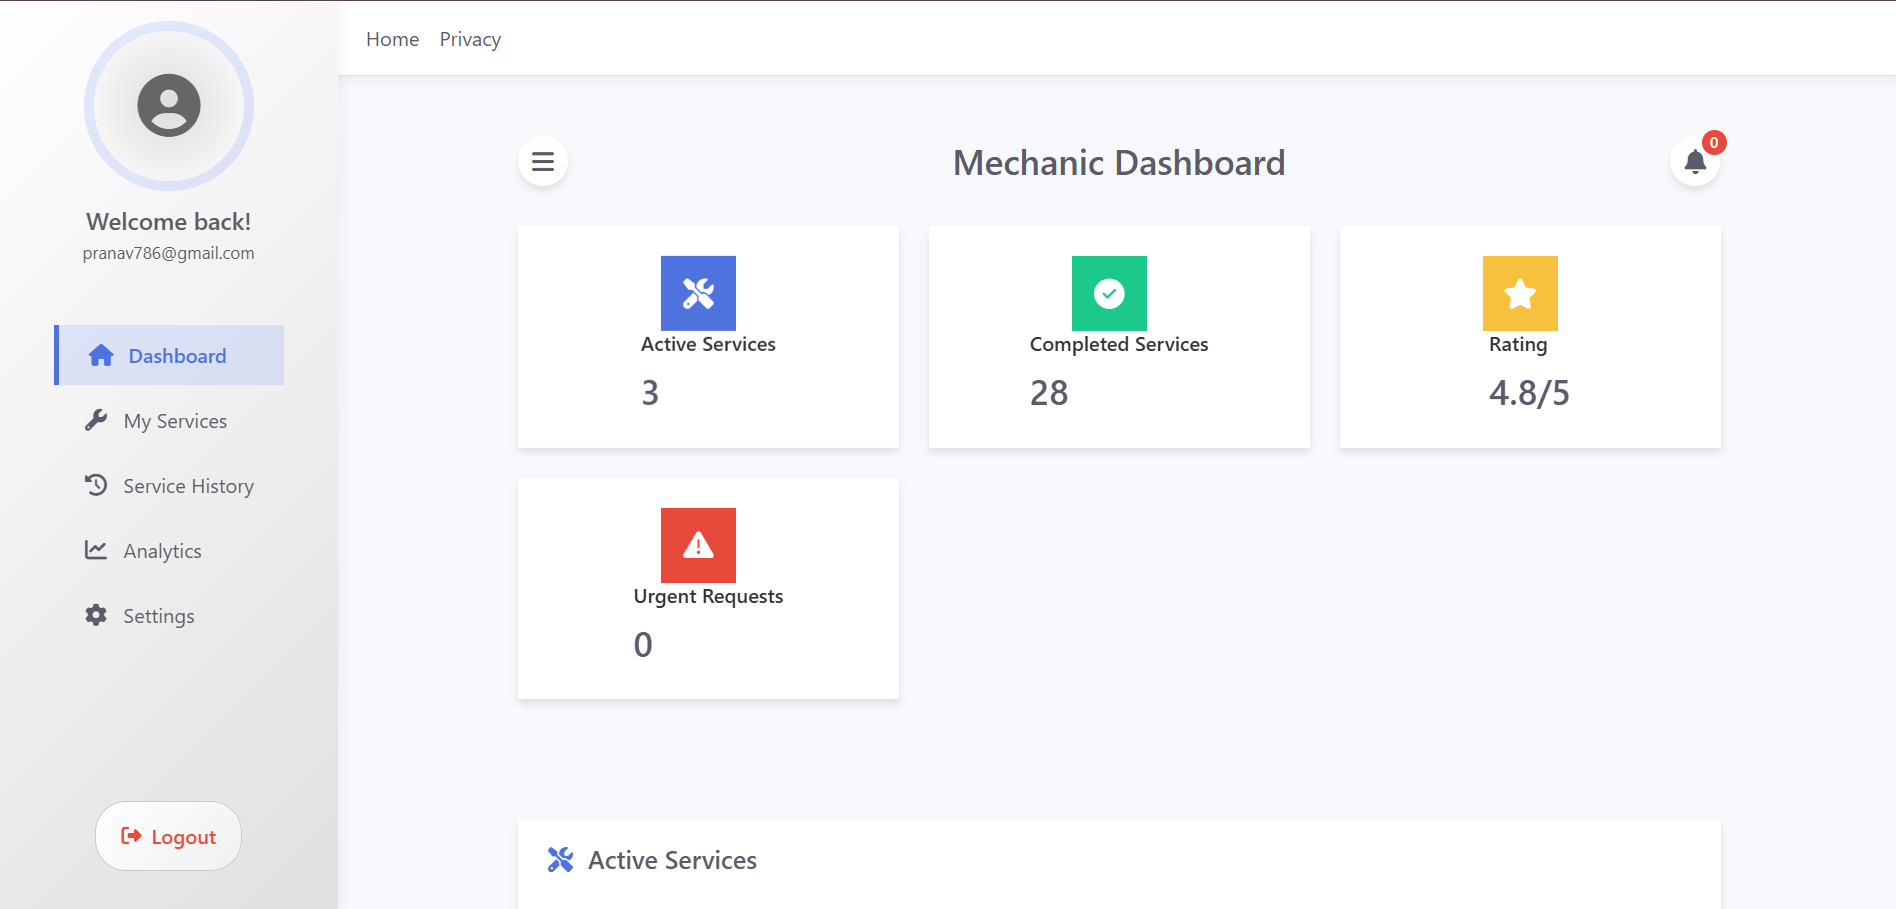 Home Privacy
Welcome back!
pranav786@gmail.com
Dashboard
My Services
Service History
Analytics
Settings
Logout
Mechanic Dashboard
0
Active Services
3
Completed Services
28
Rating
4.8/5
Urgent Requests
0
Active Services